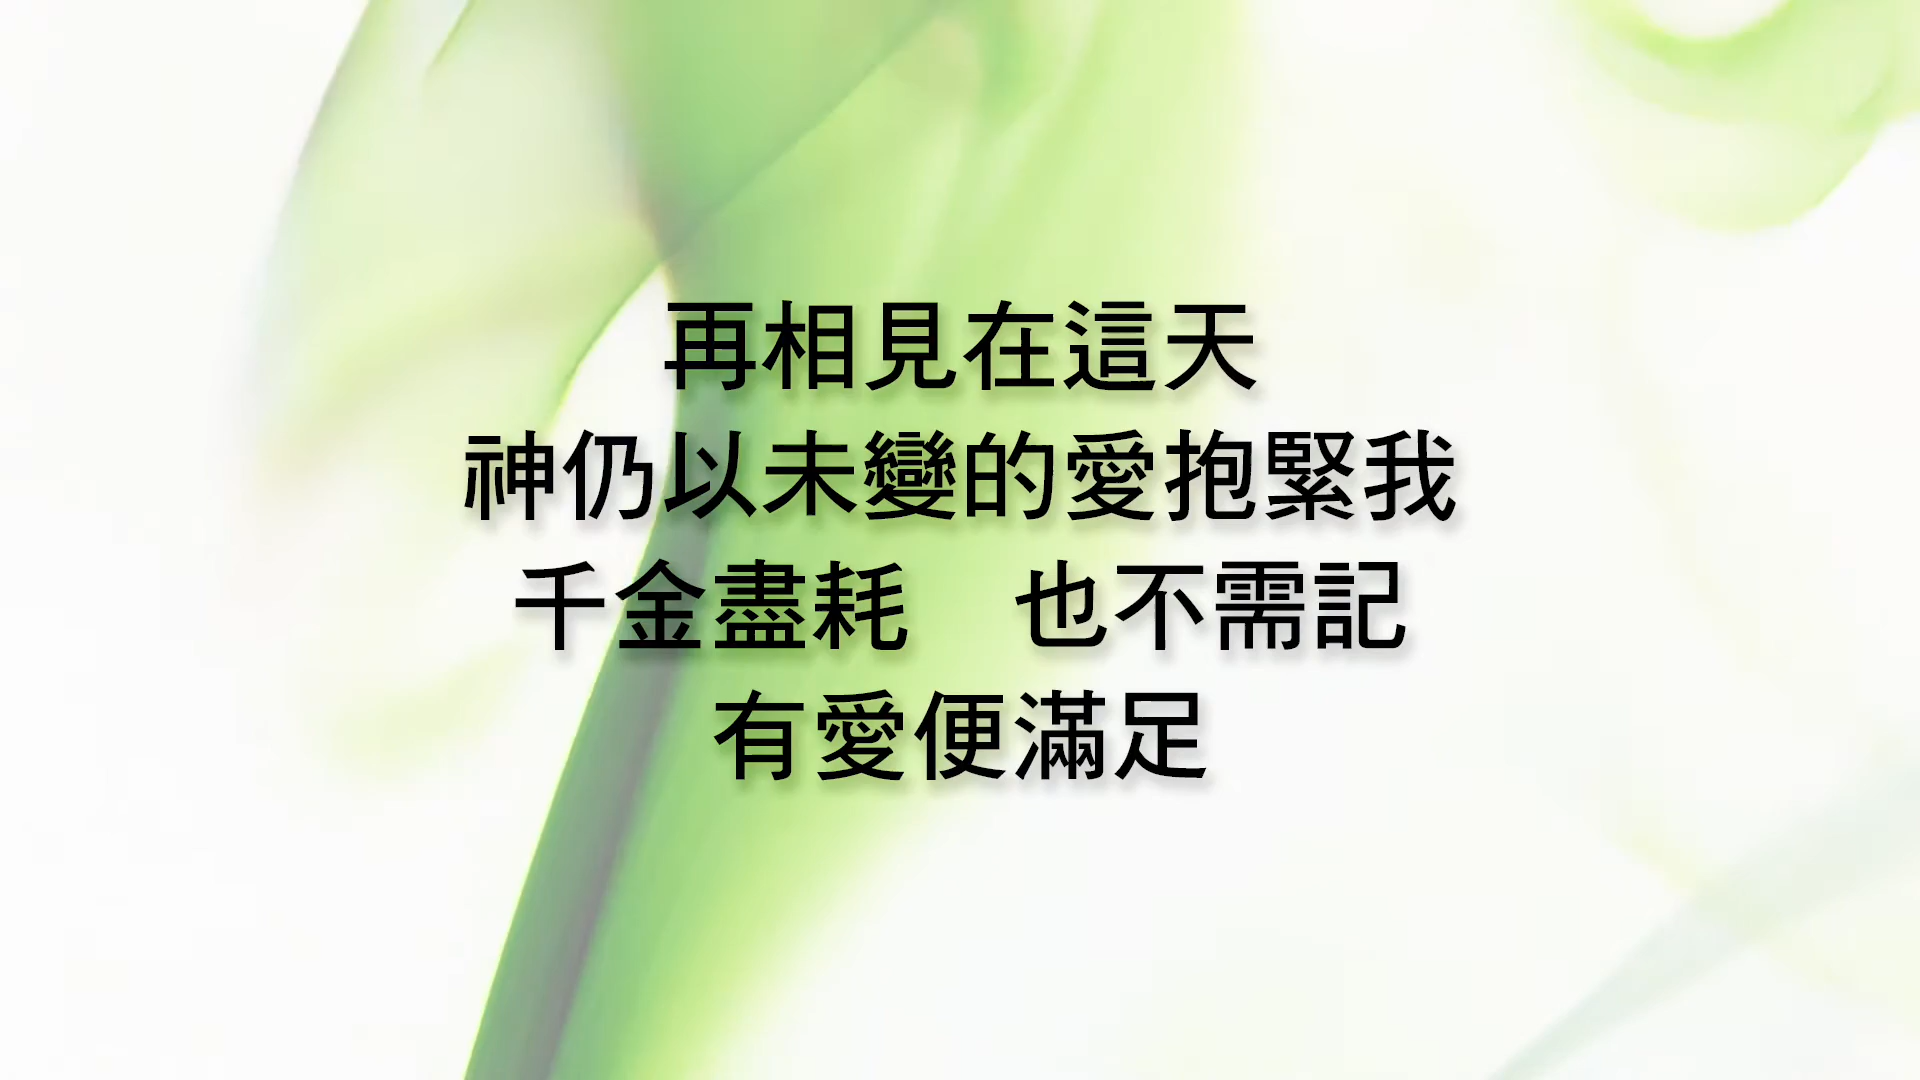 再相見在這天
神仍以未變的愛抱緊我
千金盡耗　也不需記
有愛便滿足